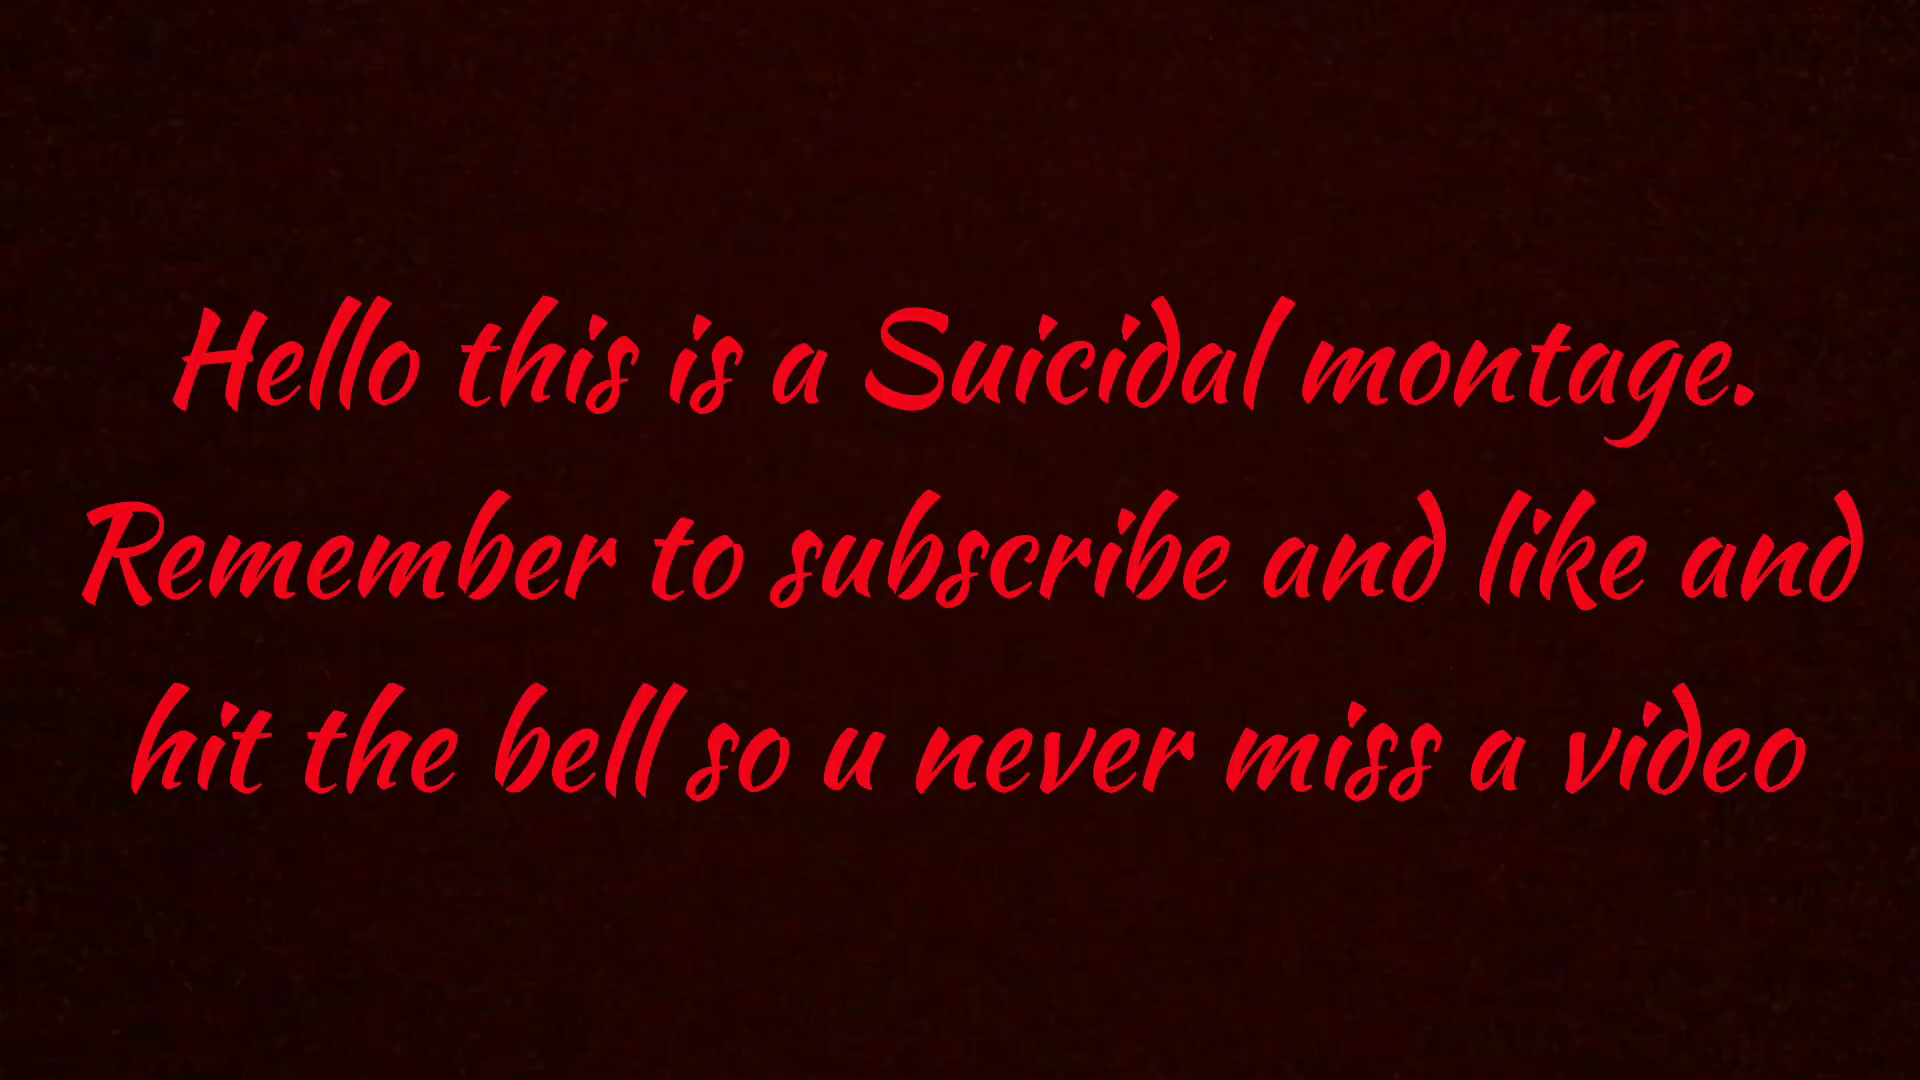 Hello this is a Suicidal montage.
Remember to subscribe and like and
hit the bell so u never miss a video